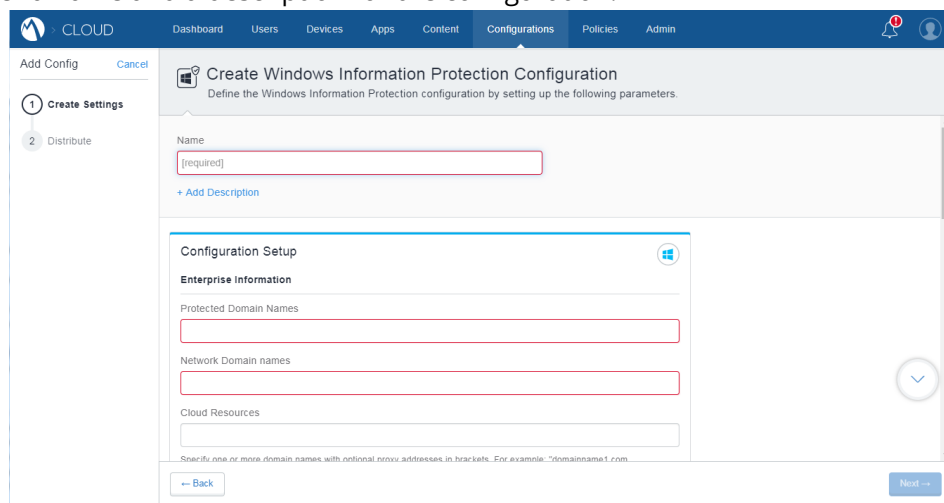 CLOUD
Dashboard Users Devices Apps Content Configurations Policies Admin
Add Config Cancel
1 Create Settings
2 Distribute
Create Windows Information Protection Configuration
Define the Windows Information Protection configuration by setting up the following parameters.
Name
[required]
+ Add Description
Configuration Setup
Enterprise Information
Protected Domain Names
Network Domain names
Cloud Resources
Specify one or more domain names with optional proxy addresses in brackets. For example: "domainname1.com
← Back
Next →